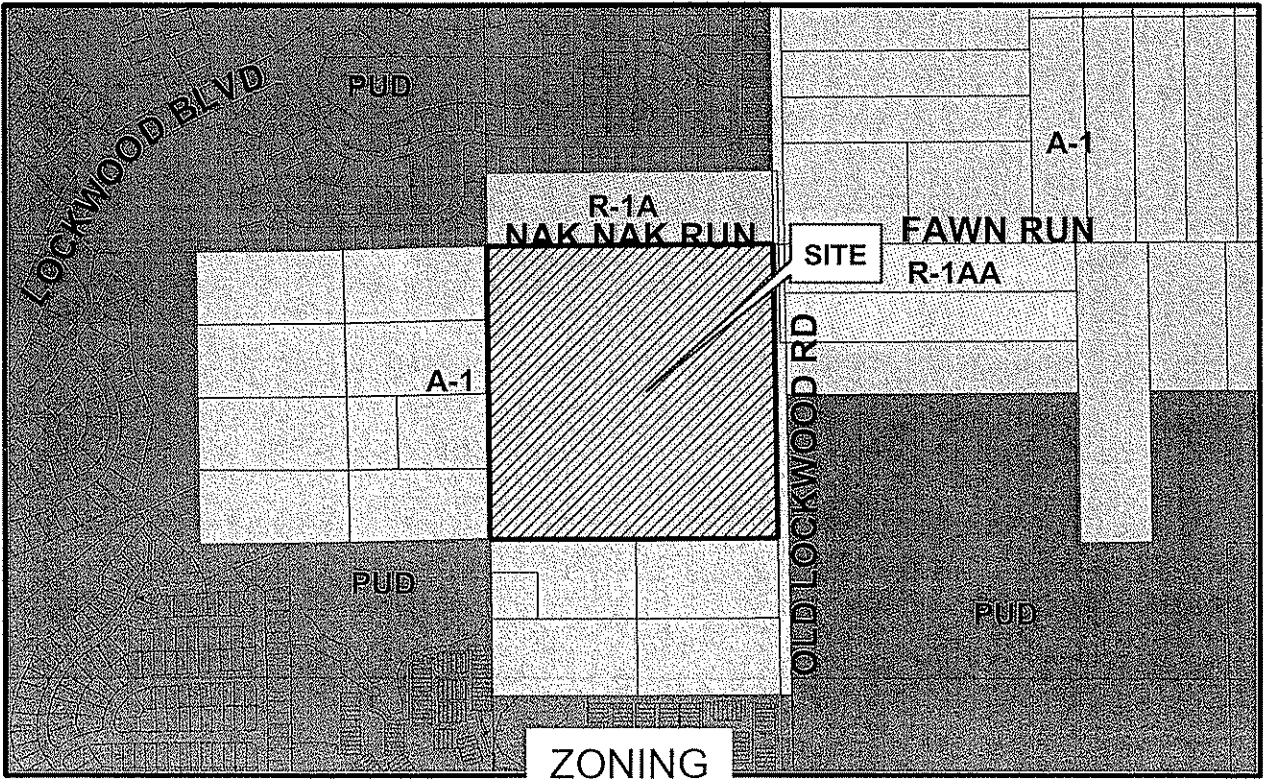 LOCKWOOD BLVD
PUD
A-1
R-1A
NAK NAK RUN
SITE
FAWN RUN
R-1AA
A-1
OLD LOCKWOOD RD
PUD
PUD
ZONING